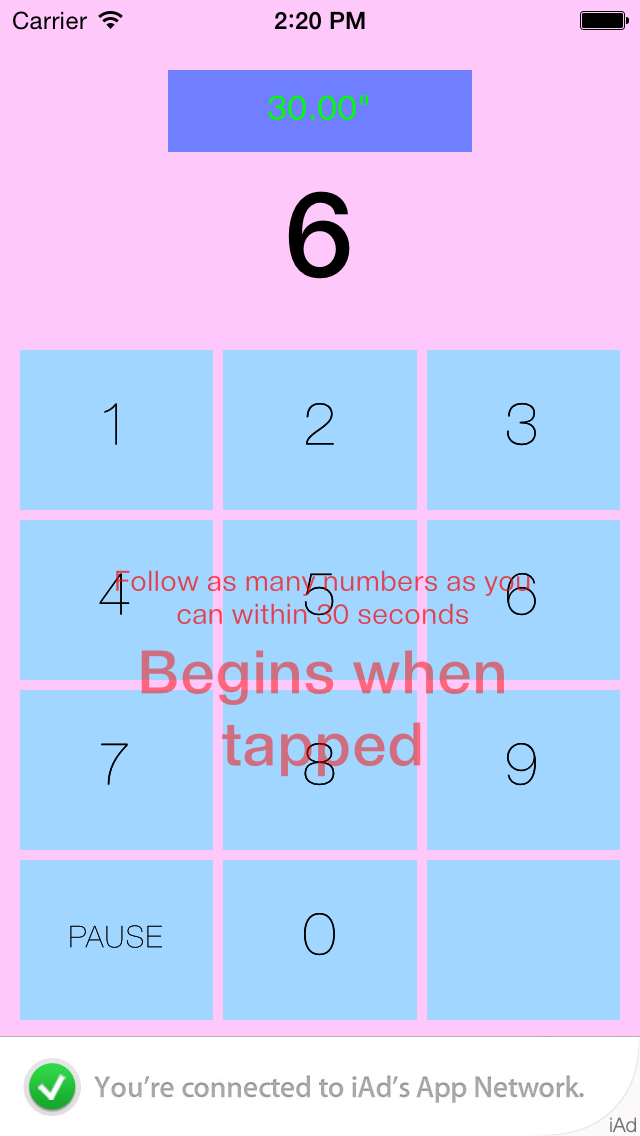 Carrier 2:20 PM
30.00"
6
1 2 3
4 5 6
Follow as many numbers as you
can within 30 seconds
Begins when
tapped
7 8 9
PAUSE 0
You're connected to iAd's App Network.
iAd